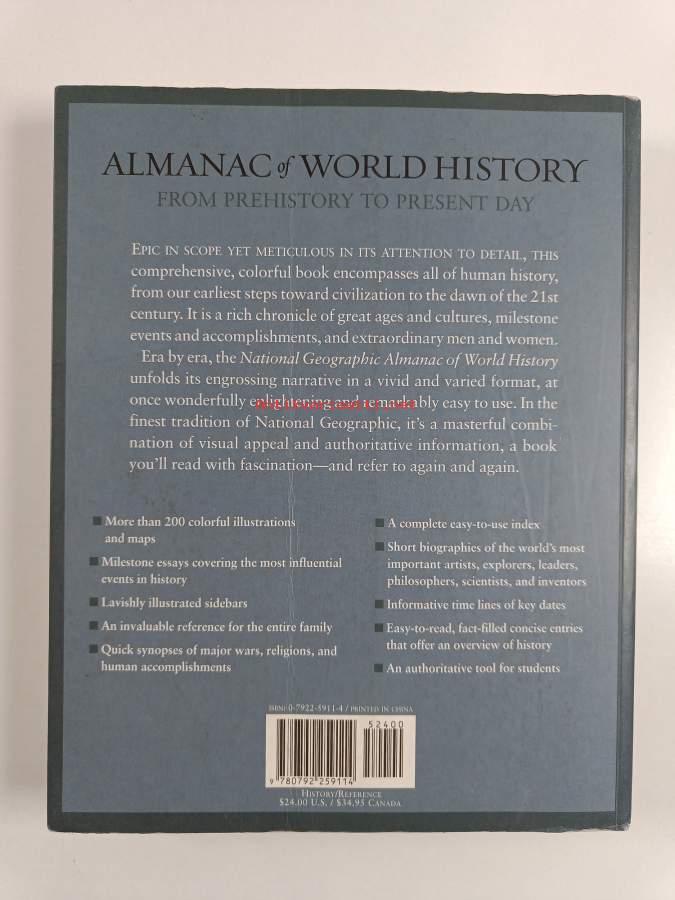 ALMANAC of WORLD HISTORY
FROM PREHISTORY TO PRESENT DAY
EPIC IN SCOPE YET METICULOUS IN ITS ATTENTION TO DETAIL, THIS
comprehensive, colorful book encompasses all of human history,
from our earliest steps toward civilization to the dawn of the 21st
century. It is a rich chronicle of great ages and cultures, milestone
events and accomplishments, and extraordinary men and women.
Era by era, the National Geographic Almanac of World History
unfolds its engrossing narrative in a vivid and varied format, at
once wonderfully enlightening and remarkably easy to use. In the
finest tradition of National Geographic, it's a masterful combi-
nation of visual appeal and authoritative information, a book
you'll read with fascination—and refer to again and again.
■ More than 200 colorful illustrations
and maps
■ Milestone essays covering the most influential
events in history
■ Lavishly illustrated sidebars
■ An invaluable reference for the entire family
■ Quick synopses of major wars, religions, and
human accomplishments
■ A complete easy-to-use index
■ Short biographies of the world's most
important artists, explorers, leaders,
philosophers, scientists, and inventors
■ Informative time lines of key dates
■ Easy-to-read, fact-filled concise entries
that offer an overview of history
■ An authoritative tool for students
ISBN: 0-7922-5911-4 / PRINTED IN CHINA
52400
9 780792 259114
HISTORY/REFERENCE
$24.00 U.S. / $34.95 CANADA